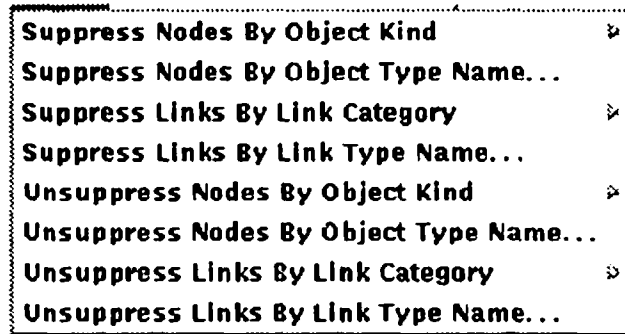 Suppress Nodes By Object Kind
Suppress Nodes By Object Type Name...
Suppress Links By Link Category
Suppress Links By Link Type Name...
Unsuppress Nodes By Object Kind
Unsuppress Nodes By Object Type Name...
Unsuppress Links By Link Category
Unsuppress Links By Link Type Name...